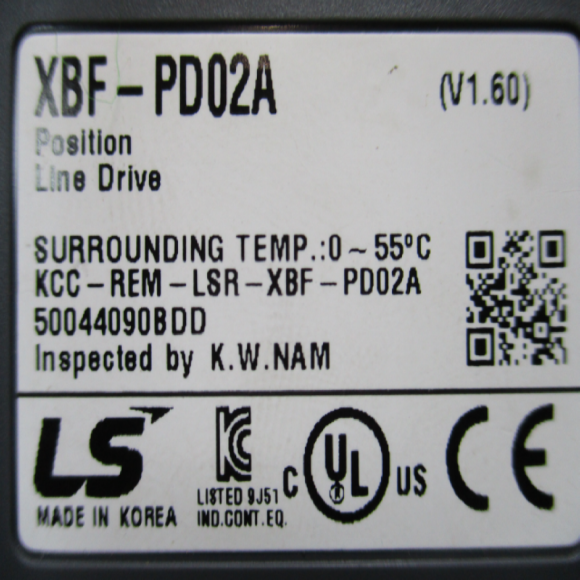 XBF-PD02A (V1.60)
Position
Line Drive
SURROUNDING TEMP.:0~55°C
KCC-REM-LSR-XBF-PD02A
50044090BDD
Inspected by K.W.NAM
LS
MADE IN KOREA
KC
LISTED 9J51
IND.CONT.EQ.
C UL US
CE